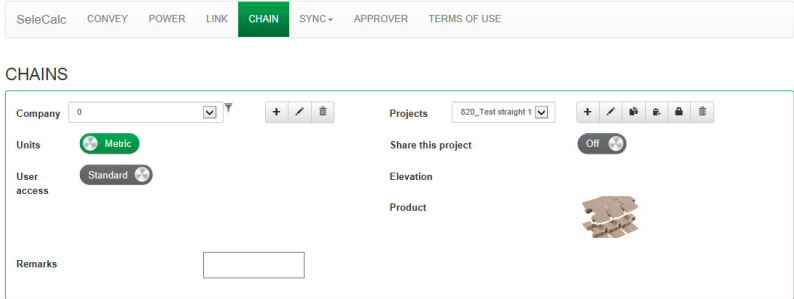 SeleCalc CONVEY POWER LINK CHAIN SYNC APPROVER TERMS OF USE
CHAINS
Company 0 Projects 820_Test straight 1
Units Metric Share this project Off
User access Standard Elevation
Product
Remarks